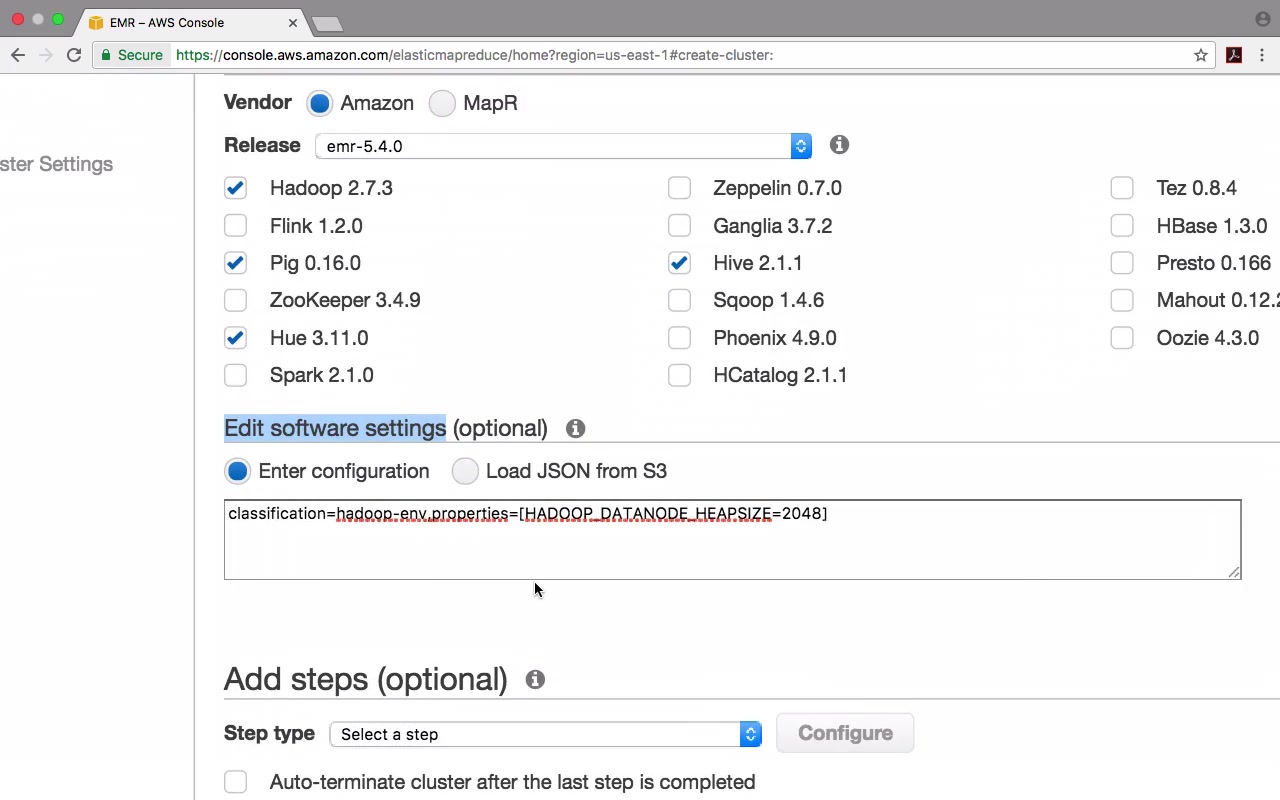 EMR – AWS Console
Secure https://console.aws.amazon.com/elasticmapreduce/home?region=us-east-1#create-cluster:
Vendor Amazon MapR
ster Settings
Release emr-5.4.0
Hadoop 2.7.3 Zeppelin 0.7.0 Tez 0.8.4
Flink 1.2.0 Ganglia 3.7.2 HBase 1.3.0
Pig 0.16.0 Hive 2.1.1 Presto 0.166
ZooKeeper 3.4.9 Sqoop 1.4.6 Mahout 0.12.2
Hue 3.11.0 Phoenix 4.9.0 Oozie 4.3.0
Spark 2.1.0 HCatalog 2.1.1
Edit software settings (optional)
Enter configuration Load JSON from S3
classification=hadoop-env,properties=[HADOOP_DATANODE_HEAPSIZE=2048]
Add steps (optional)
Step type Select a step Configure
Auto-terminate cluster after the last step is completed